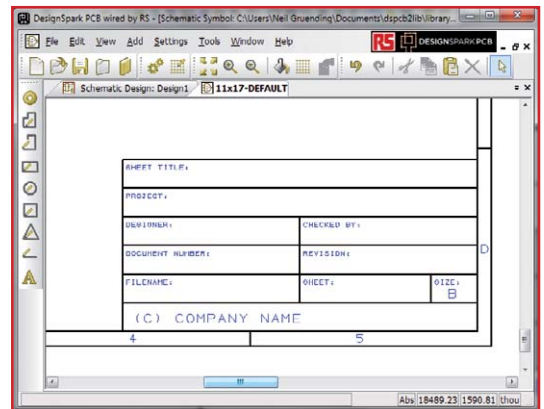 DesignSpark PCB wired by RS - [Schematic Symbol: C:\Users\Neil Gruending\Documents\dspcb2lib\library...
File Edit View Add Settings Tools Window Help
RS DESIGNSPARK PCB
Schematic Design: Design1 11x17-DEFAULT
SHEET TITLE:
PROJECT:
DESIGNER: CHECKED BY:
DOCUMENT NUMBER: REVISION:
D
FILENAME: SHEET: SIZE:
B
(C) COMPANY NAME
4 5
Abs 18489.23 1590.81 thou